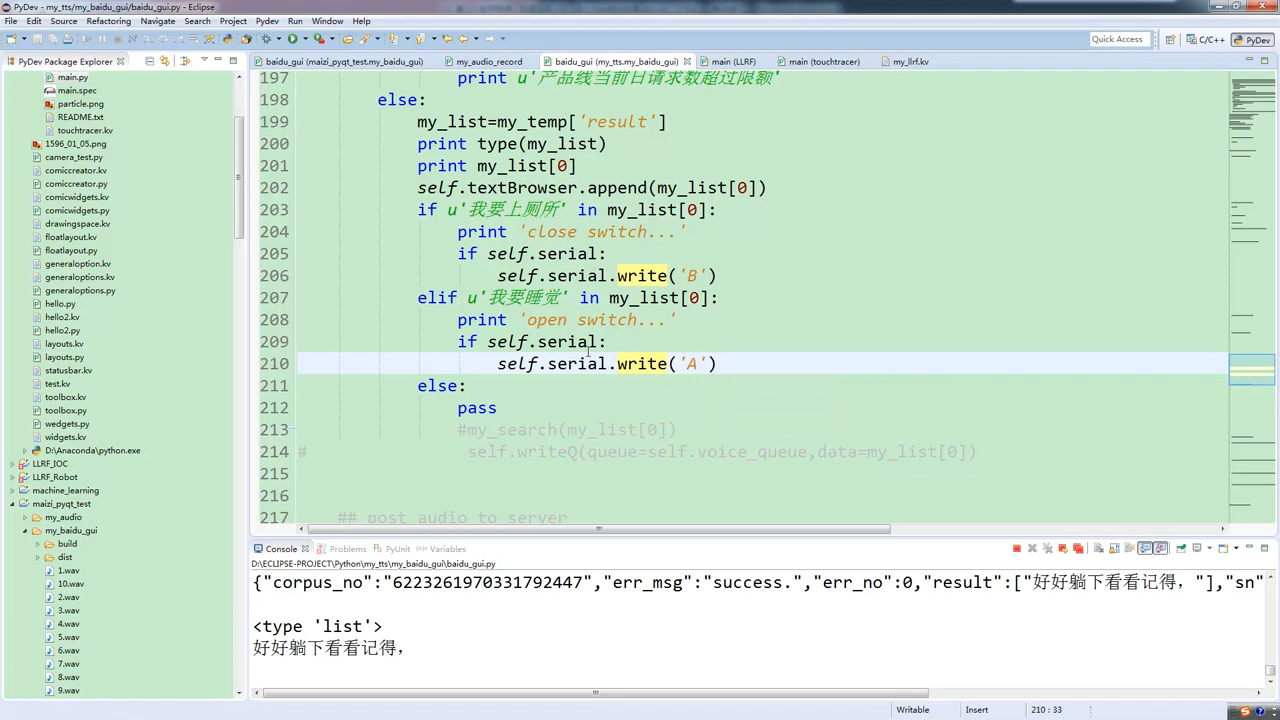 PyDev - my_tts/my_baidu_gui/baidu_gui.py - Eclipse
File Edit Source Refactoring Navigate Search Project Pydev Run Window Help
Quick Access
C/C++
PyDev
PyDev Package Explorer
main.py
main.spec
particle.png
README.txt
touchtracer.kv
1596_01_05.png
camera_test.py
comiccreator.kv
comiccreator.py
comicwidgets.kv
comicwidgets.py
drawingspace.kv
floatlayout.kv
floatlayout.py
generaloption.kv
generaloptions.kv
generaloptions.py
hello.py
hello2.kv
hello2.py
layouts.kv
layouts.py
statusbar.kv
test.kv
toolbox.kv
toolbox.py
wedgets.py
widgets.kv
D:\Anaconda\python.exe
LLRF_IOC
LLRF_Robot
machine_learning
maizi_pyqt_test
my_audio
my_baidu_gui
build
dist
1.wav
10.wav
2.wav
3.wav
4.wav
5.wav
6.wav
7.wav
8.wav
9.wav
baidu_gui (maizi_pyqt_test.my_baidu_gui)
my_audio_record
baidu_gui (my_tts.my_baidu_gui)
main (LLRF)
main (touchtracer)
my_llrf.kv
197 print u'产品线当前日请求数超过限额'
198 else:
199 my_list=my_temp['result']
200 print type(my_list)
201 print my_list[0]
202 self.textBrowser.append(my_list[0])
203 if u'我要上厕所' in my_list[0]:
204 print 'close switch...'
205 if self.serial:
206 self.serial.write('B')
207 elif u'我要睡觉' in my_list[0]:
208 print 'open switch...'
209 if self.serial:
210 self.serial.write('A')
211 else:
212 pass
213 #my_search(my_list[0])
214 # self.writeQ(queue=self.voice_queue,data=my_list[0])
215
216
217 ## post audio to server
Console Problems PyUnit Variables
D:\ECLIPSE-PROJECT\Python\my_tts\my_baidu_gui\baidu_gui.py
{"corpus_no":"6223261970331792447","err_msg":"success.","err_no":0,"result":["好好躺下看看记得，"],"sn"
<type 'list'>
好好躺下看看记得，
Writable Insert 210 : 33